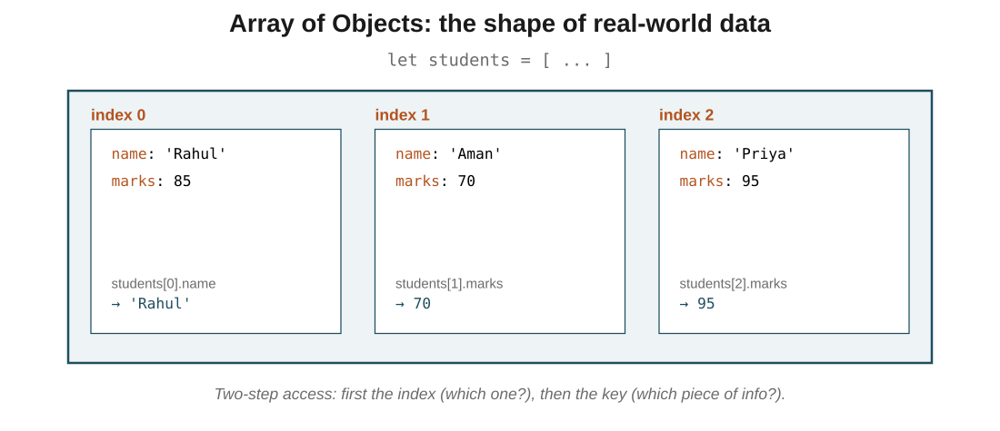 Array of Objects: the shape of real-world data
let students = [ ... ]
index 0
name: 'Rahul'
marks: 85
students[0].name
→ 'Rahul'
index 1
name: 'Aman'
marks: 70
students[1].marks
→ 70
index 2
name: 'Priya'
marks: 95
students[2].marks
→ 95
Two-step access: first the index (which one?), then the key (which piece of info?).